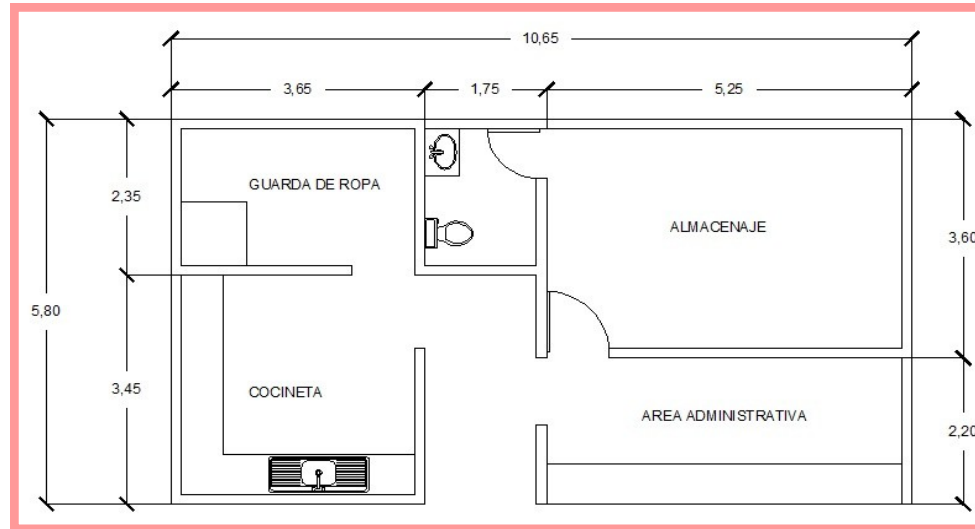 10,65
3,65
1,75
5,25
2,35
GUARDA DE ROPA
ALMACENAJE
3,60
5,80
3,45
COCINETA
AREA ADMINISTRATIVA
2,20